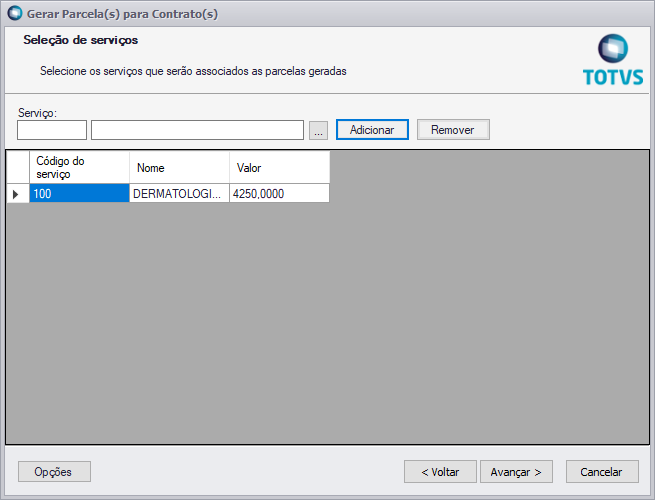 Gerar Parcela(s) para Contrato(s)
Seleção de serviços
Selecione os serviços que serão associados as parcelas geradas
TOTVS
Serviço:
...
Adicionar
Remover
Código do
serviço
Nome
Valor
100
DERMATOLOGI...
4250,0000
Opções
< Voltar
Avançar >
Cancelar